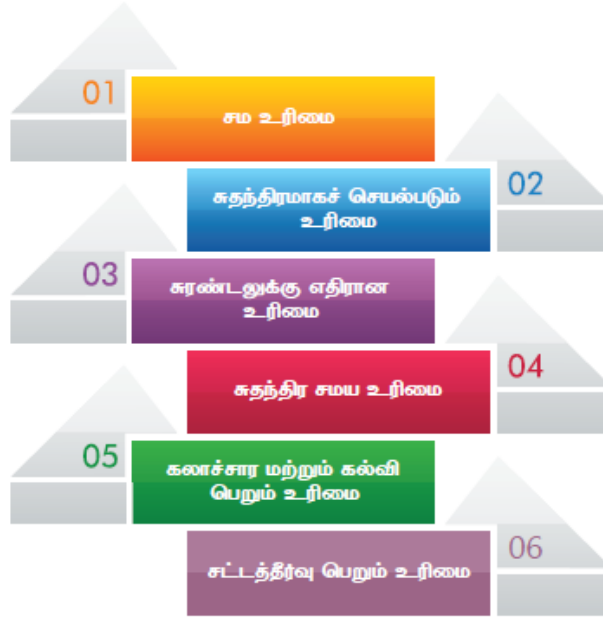 01
சம உரிமை
02
சுதந்திரமாகச் செயல்படும்
உரிமை
03
சுரண்டலுக்கு எதிரான
உரிமை
04
சுதந்திர சமய உரிமை
05
கலாச்சார மற்றும் கல்வி
பெறும் உரிமை
06
சட்டத்தீர்வு பெறும் உரிமை